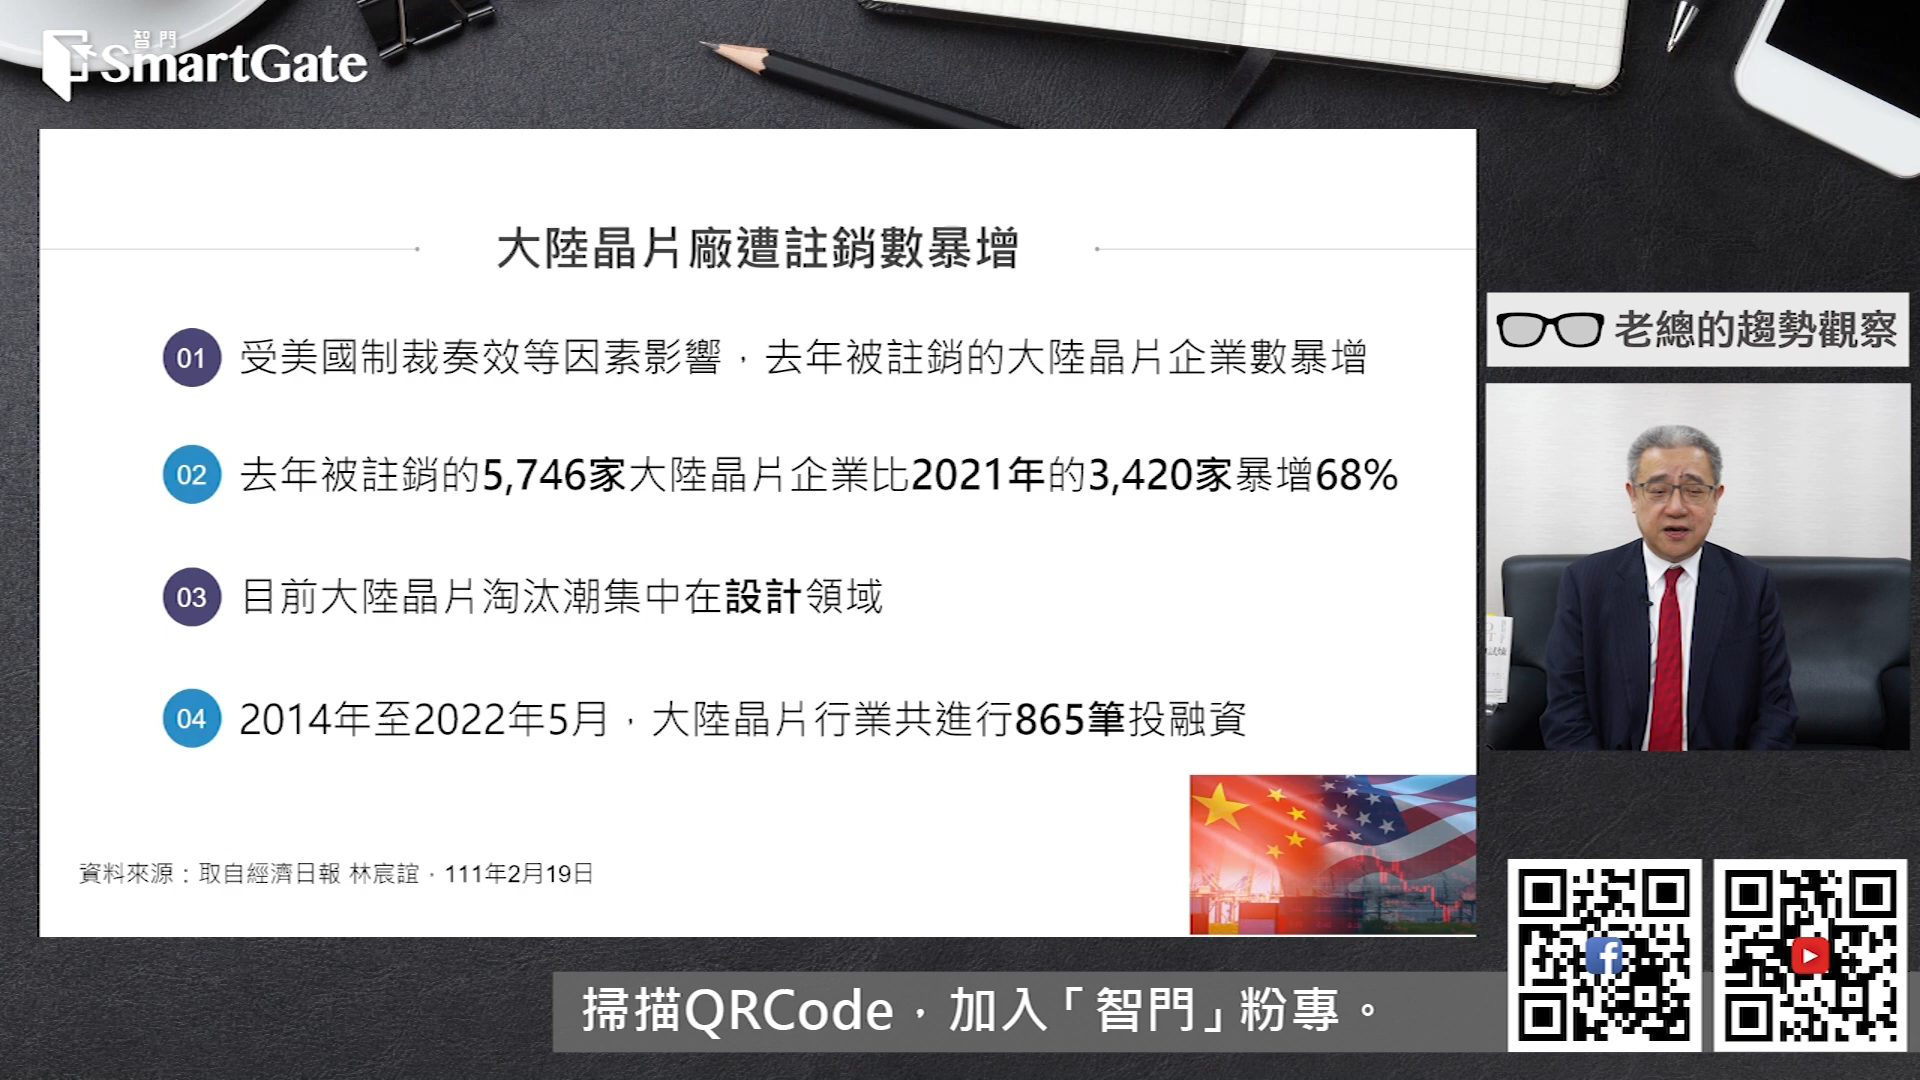 智門
SmartGate
大陸晶片廠遭註銷數暴增
01 受美國制裁奏效等因素影響，去年被註銷的大陸晶片企業數暴增
02 去年被註銷的5,746家大陸晶片企業比2021年的3,420家暴增68%
03 目前大陸晶片淘汰潮集中在設計領域
04 2014年至2022年5月，大陸晶片行業共進行865筆投融資
資料來源：取自經濟日報 林宸誼，111年2月19日
老總的趨勢觀察
掃描QRCode，加入「智門」粉專。